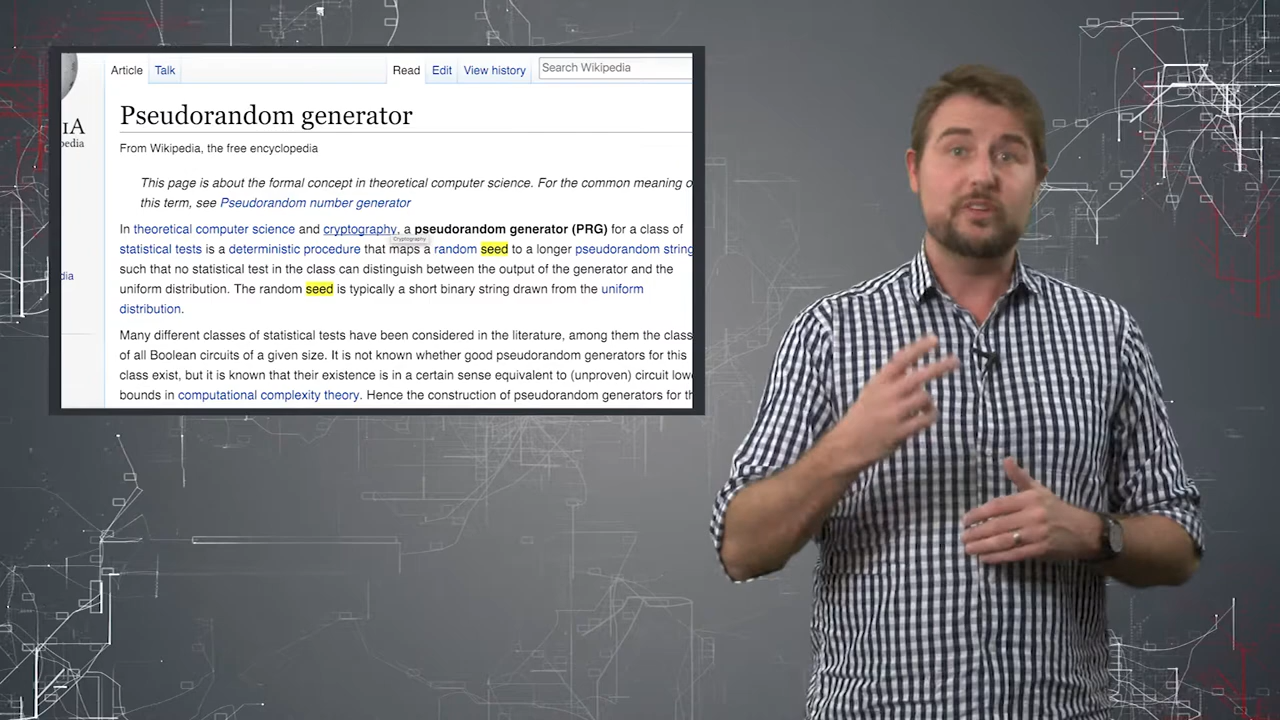 Article Talk Read Edit View history Search Wikipedia
Pseudorandom generator
IA
pedia
From Wikipedia, the free encyclopedia
This page is about the formal concept in theoretical computer science. For the common meaning o
this term, see Pseudorandom number generator
In theoretical computer science and cryptography, a pseudorandom generator (PRG) for a class of
Cryptography
statistical tests is a deterministic procedure that maps a random seed to a longer pseudorandom string
such that no statistical test in the class can distinguish between the output of the generator and the
dia
uniform distribution. The random seed is typically a short binary string drawn from the uniform
distribution.
Many different classes of statistical tests have been considered in the literature, among them the class
of all Boolean circuits of a given size. It is not known whether good pseudorandom generators for this
class exist, but it is known that their existence is in a certain sense equivalent to (unproven) circuit lowe
bounds in computational complexity theory. Hence the construction of pseudorandom generators for th